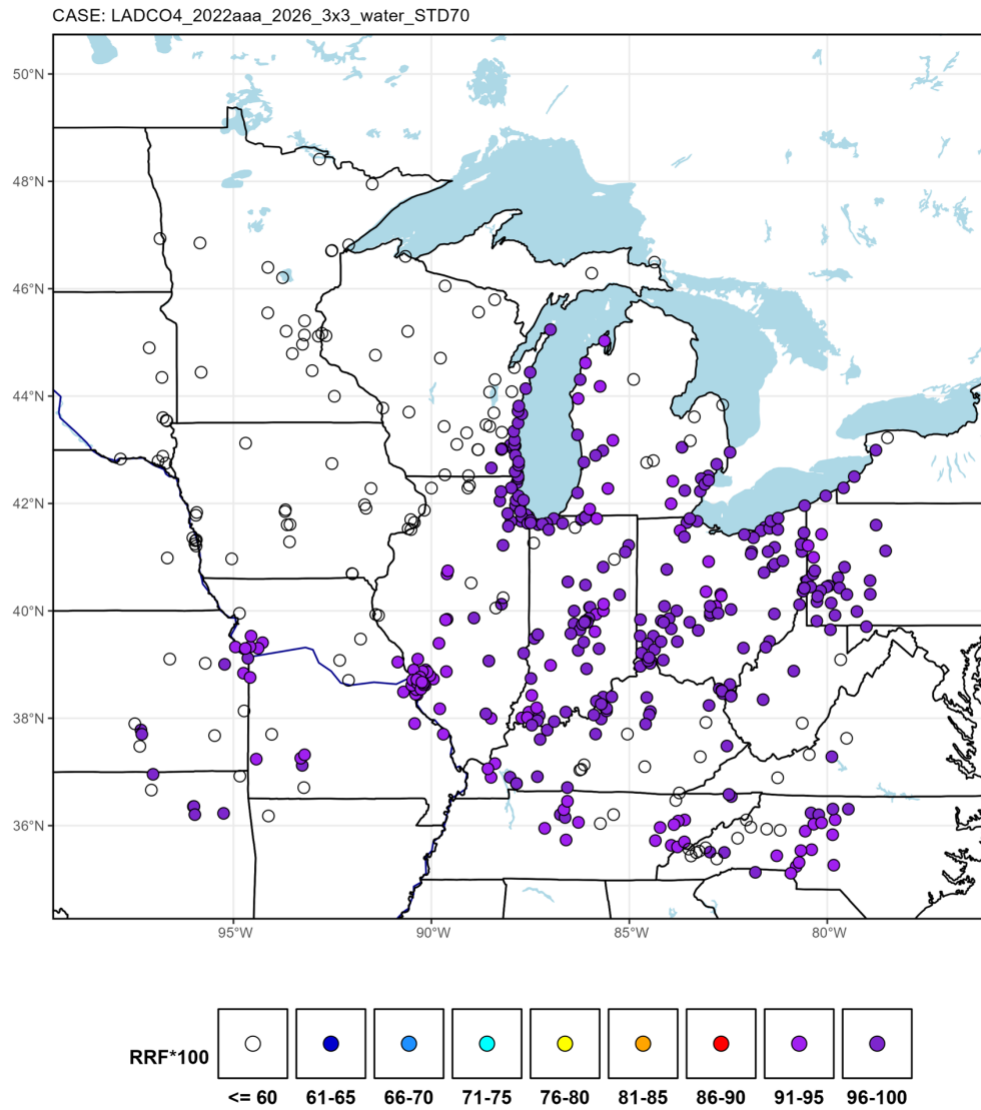 CASE: LADCO4_2022aaa_2026_3x3_water_STD70
50°N
48°N
46°N
44°N
42°N
40°N
38°N
36°N
95°W 90°W 85°W 80°W
RRF*100
<= 60 61-65 66-70 71-75 76-80 81-85 86-90 91-95 96-100